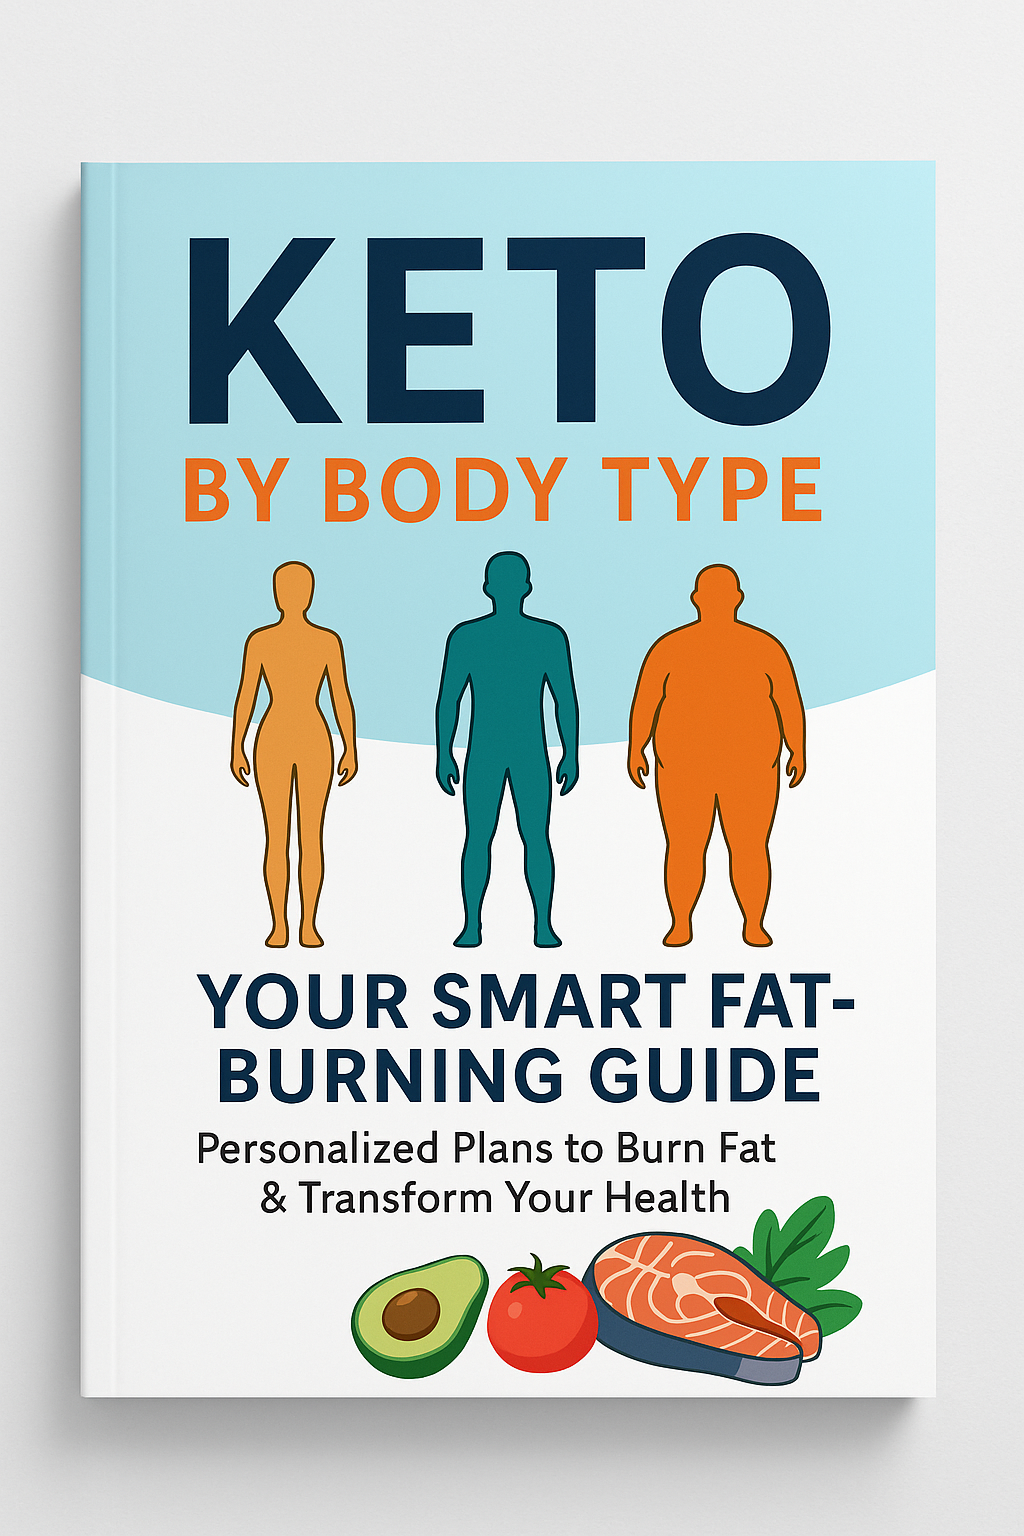 KETO
BY BODY TYPE
YOUR SMART FAT-
BURNING GUIDE
Personalized Plans to Burn Fat
& Transform Your Health